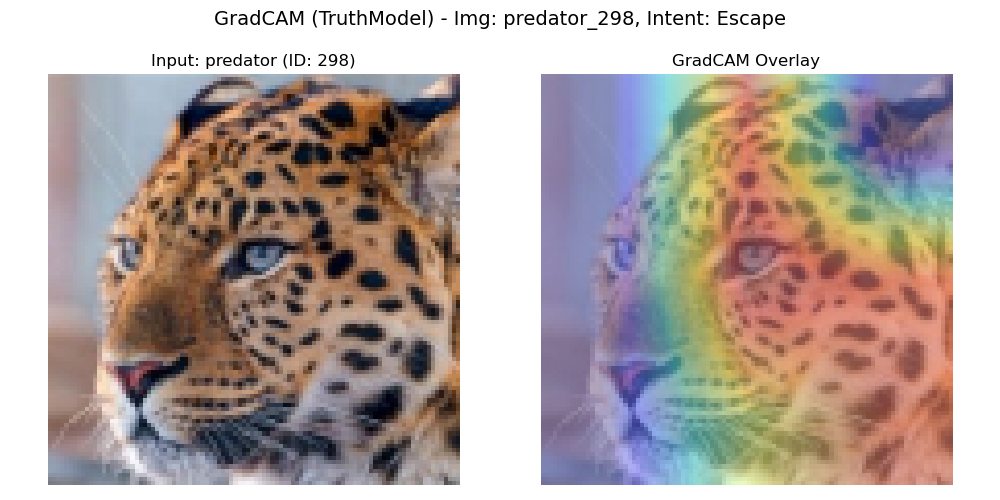 GradCAM (TruthModel) - Img: predator_298, Intent: Escape
Input: predator (ID: 298)
GradCAM Overlay